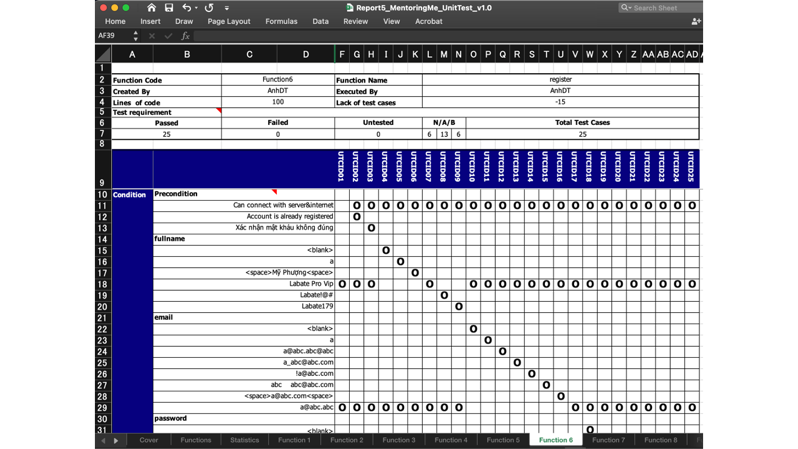 Report5_MentoringMe_UnitTest_v1.0
Search Sheet
Home Insert Draw Page Layout Formulas Data Review View Acrobat
AF39 fx
A B C D F G H I J K L M N O P Q R S T U V W X Y Z AA AB AC AD
1
2 Function Code Function6 Function Name register
3 Created By AnhDT Executed By AnhDT
4 Lines of code 100 Lack of test cases -15
5 Test requirement
6 Passed Failed Untested N/A/B Total Test Cases
7 25 0 0 6 13 6 25
8
9 UTCID01 UTCID02 UTCID03 UTCID04 UTCID05 UTCID06 UTCID07 UTCID08 UTCID09 UTCID10 UTCID11 UTCID12 UTCID13 UTCID14 UTCID15 UTCID16 UTCID17 UTCID18 UTCID19 UTCID20 UTCID21 UTCID22 UTCID23 UTCID24 UTCID25
10 Condition Precondition
11 Can connect with server&internet O O O O O O O O O O O O O O O O O O O O O O O O
12 Account is already registered O
13 Xác nhận mật khẩu không đúng O
14 fullname
15 <blank> O
16 a O
17 <space>Mỹ Phượng<space> O
18 Labate Pro Vip O O O O O O O O O O O O O O O O O O O O
19 Labate!@# O
20 Labate179 O
21 email
22 <blank> O
23 a O
24 a@abc.abc@abc O
25 a_abc@abc.com O
26 !a@abc.com O
27 abc abc@abc.com O
28 <space>a@abc.com<space> O
29 a@abc.abc O O O O O O O O O O O O O O O O O O
30 password
31 <blank> O
Cover Functions Statistics Function 1 Function 2 Function 3 Function 4 Function 5 Function 6 Function 7 Function 8